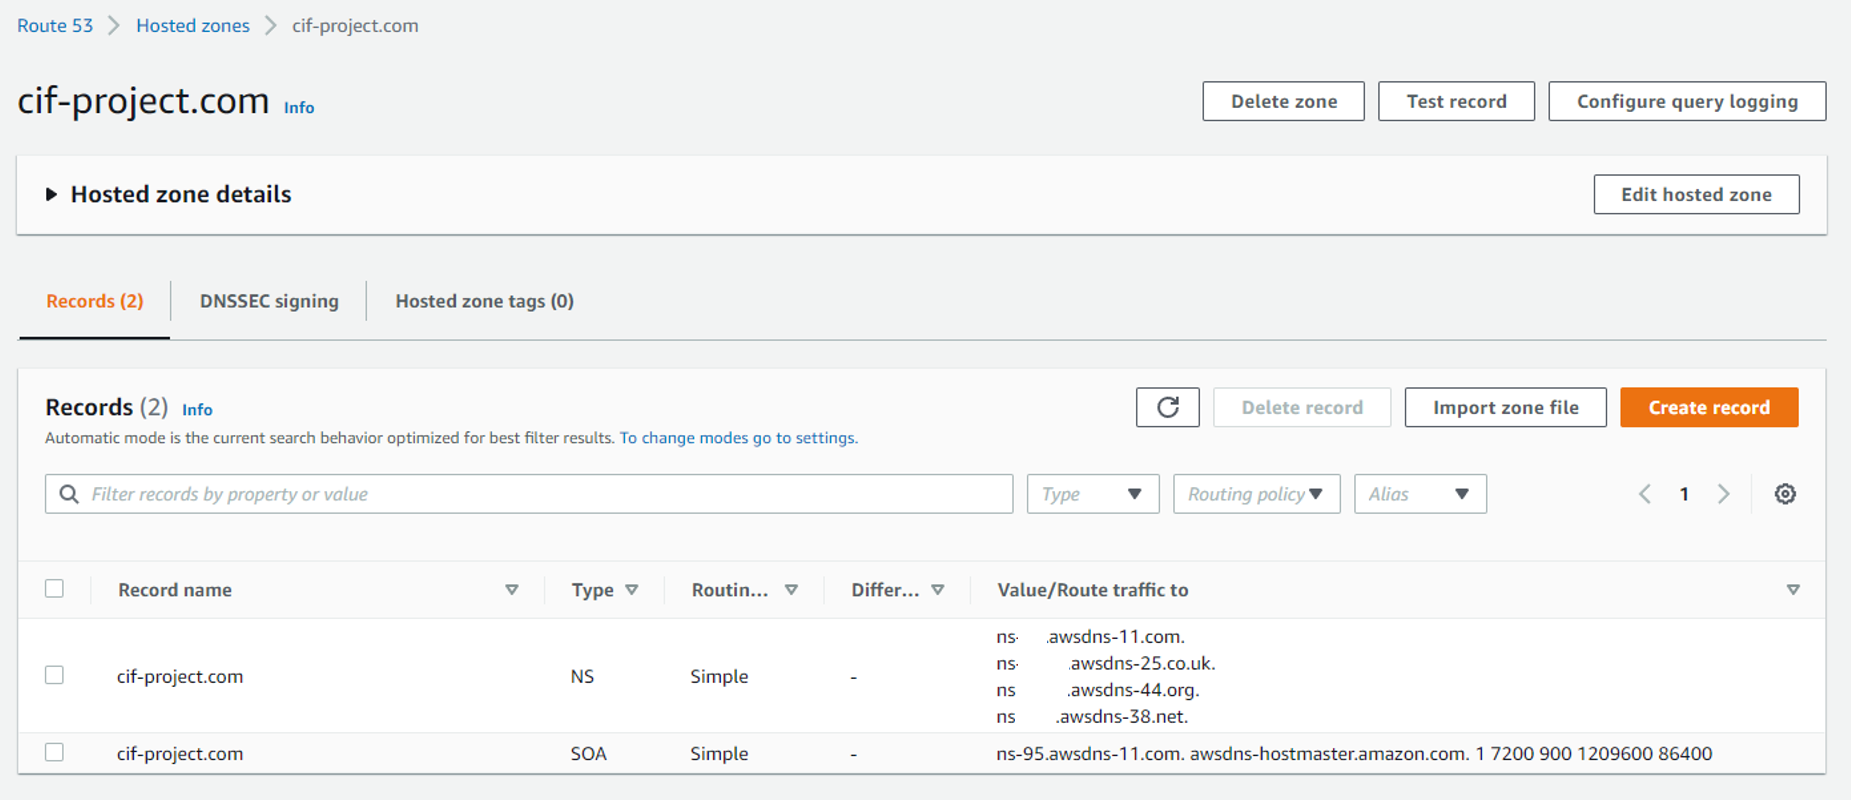 Route 53 > Hosted zones > cif-project.com
cif-project.com Info
Delete zone Test record Configure query logging
Hosted zone details
Edit hosted zone
Records (2) DNSSEC signing Hosted zone tags (0)
Records (2) Info
Delete record Import zone file Create record
Automatic mode is the current search behavior optimized for best filter results. To change modes go to settings.
Filter records by property or value Type Routing policy Alias 1
Record name Type Routin... Differ... Value/Route traffic to
ns- .awsdns-11.com.
ns- .awsdns-25.co.uk.
cif-project.com NS Simple -
ns .awsdns-44.org.
ns .awsdns-38.net.
cif-project.com SOA Simple - ns-95.awsdns-11.com. awsdns-hostmaster.amazon.com. 1 7200 900 1209600 86400